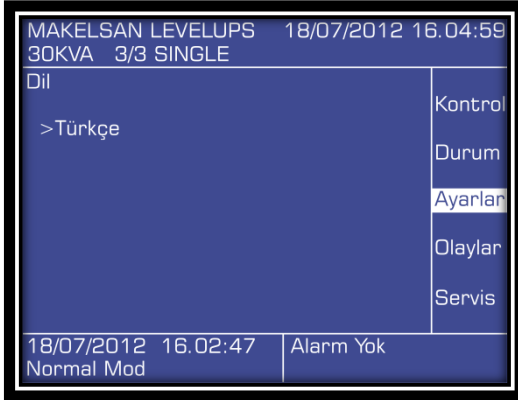 MAKELSAN LEVELUPS 18/07/2012 16.04:59
30KVA 3/3 SINGLE
Dil
>Türkçe
Kontrol
Durum
Ayarlar
Olaylar
Servis
18/07/2012 16.02:47 Alarm Yok
Normal Mod